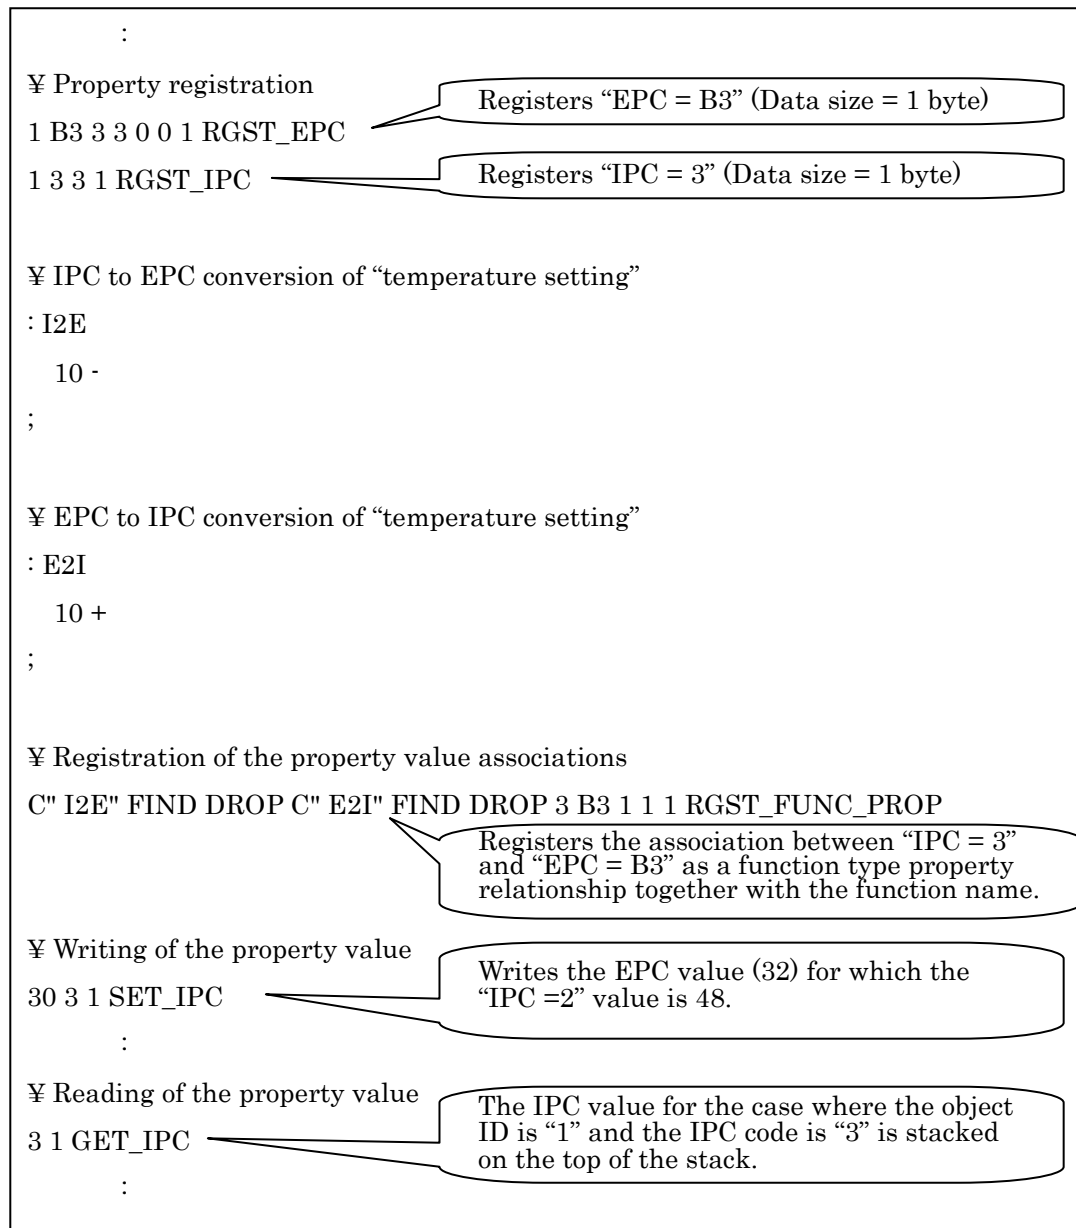 :
¥ Property registration
Registers “EPC = B3” (Data size = 1 byte)
1 B3 3 3 0 0 1 RGST_EPC
1 3 3 1 RGST_IPC
Registers “IPC = 3” (Data size = 1 byte)
¥ IPC to EPC conversion of “temperature setting”
: I2E
10 -
;
¥ EPC to IPC conversion of “temperature setting”
: E2I
10 +
;
¥ Registration of the property value associations
C" I2E" FIND DROP C" E2I" FIND DROP 3 B3 1 1 1 RGST_FUNC_PROP
Registers the association between “IPC = 3”
and “EPC = B3” as a function type property
relationship together with the function name.
¥ Writing of the property value
30 3 1 SET_IPC
Writes the EPC value (32) for which the
“IPC =2” value is 48.
:
¥ Reading of the property value
3 1 GET_IPC
The IPC value for the case where the object
ID is “1” and the IPC code is “3” is stacked
on the top of the stack.
: